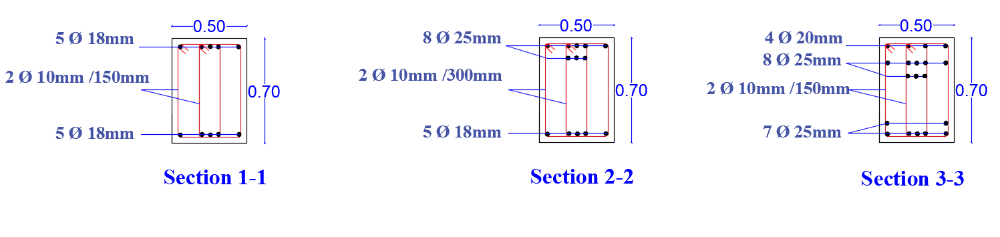 0.50
5 Ø 18mm
2 Ø 10mm /150mm
0.70
5 Ø 18mm
Section 1-1
0.50
8 Ø 25mm
2 Ø 10mm /300mm
0.70
5 Ø 18mm
Section 2-2
0.50
4 Ø 20mm
8 Ø 25mm
2 Ø 10mm /150mm
0.70
7 Ø 25mm
Section 3-3